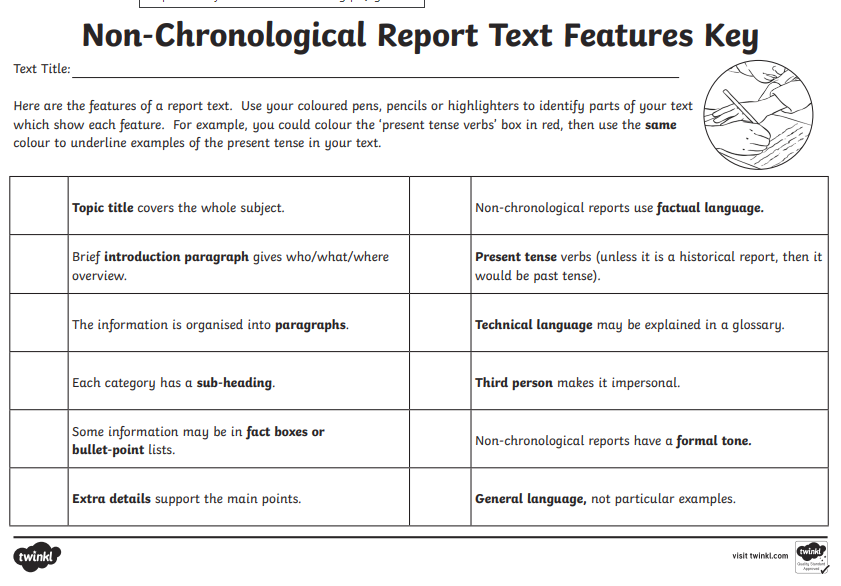 Non-Chronological Report Text Features Key
Text Title:
Here are the features of a report text. Use your coloured pens, pencils or highlighters to identify parts of your text
which show each feature. For example, you could colour the ‘present tense verbs’ box in red, then use the same
colour to underline examples of the present tense in your text.
Topic title covers the whole subject.
Non-chronological reports use factual language.
Brief introduction paragraph gives who/what/where
overview.
Present tense verbs (unless it is a historical report, then it
would be past tense).
The information is organised into paragraphs.
Technical language may be explained in a glossary.
Each category has a sub-heading.
Third person makes it impersonal.
Some information may be in fact boxes or
bullet-point lists.
Non-chronological reports have a formal tone.
Extra details support the main points.
General language, not particular examples.
twinkl
visit twinkl.com
twinkl
Quality Standard
Approved